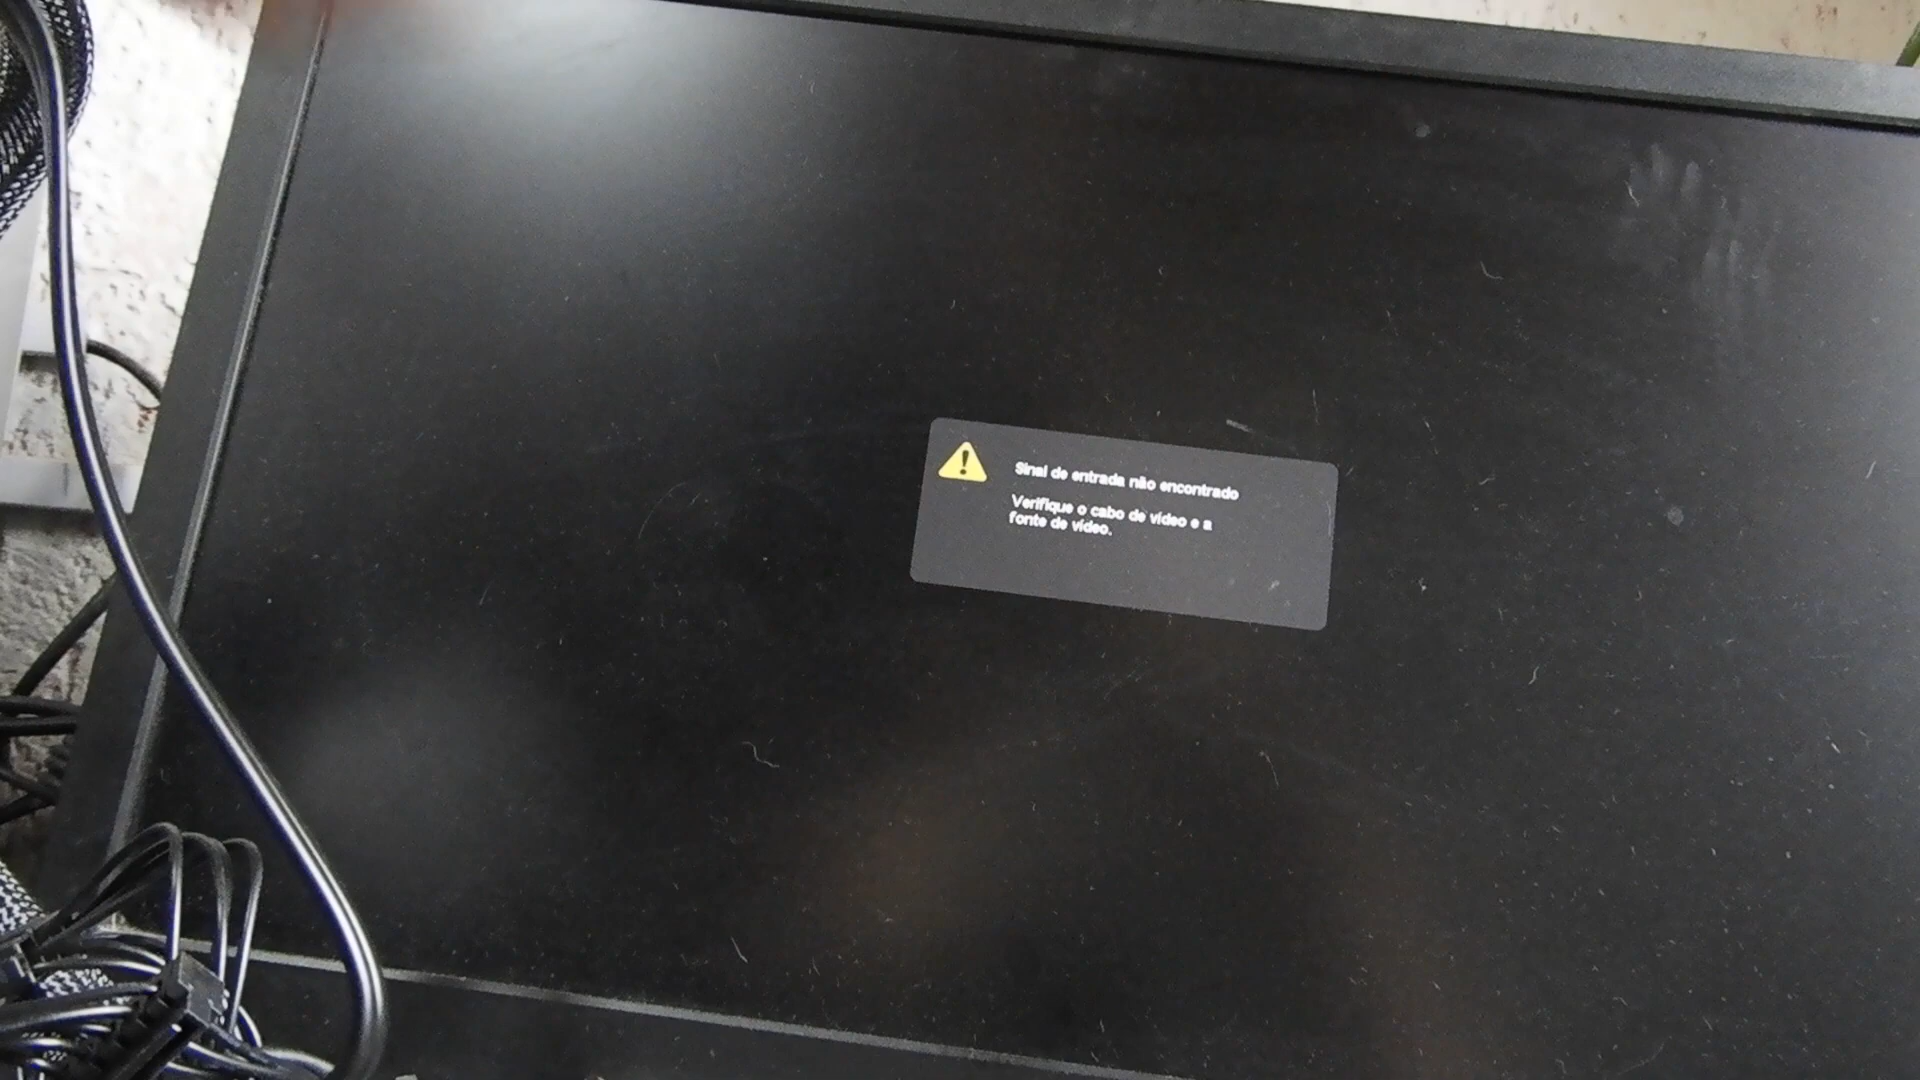 Sinal de entrada não encontrado
Verifique o cabo de vídeo e a
fonte de vídeo.